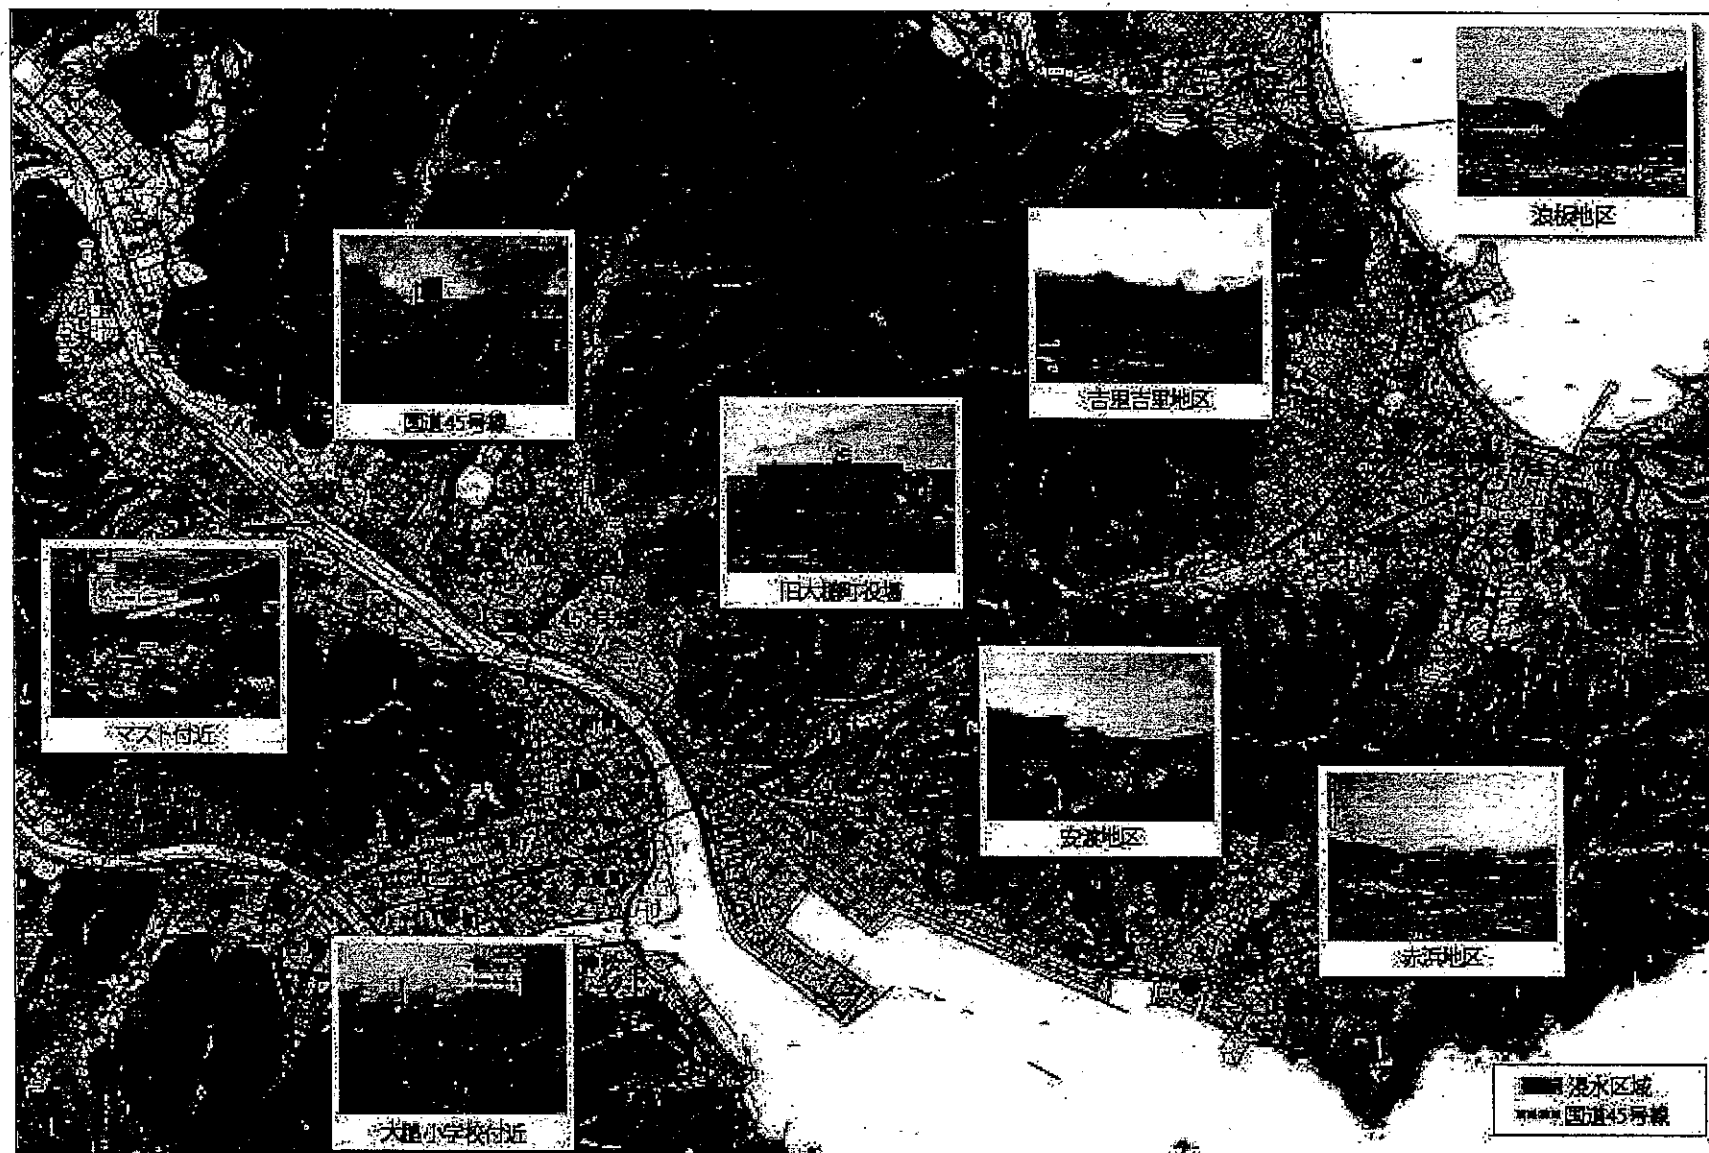 浪板地区
国道45号線
吉里吉里地区
旧大槌町役場
マスト付近
安渡地区
赤浜地区
大槌小学校付近
浸水区域
国道45号線